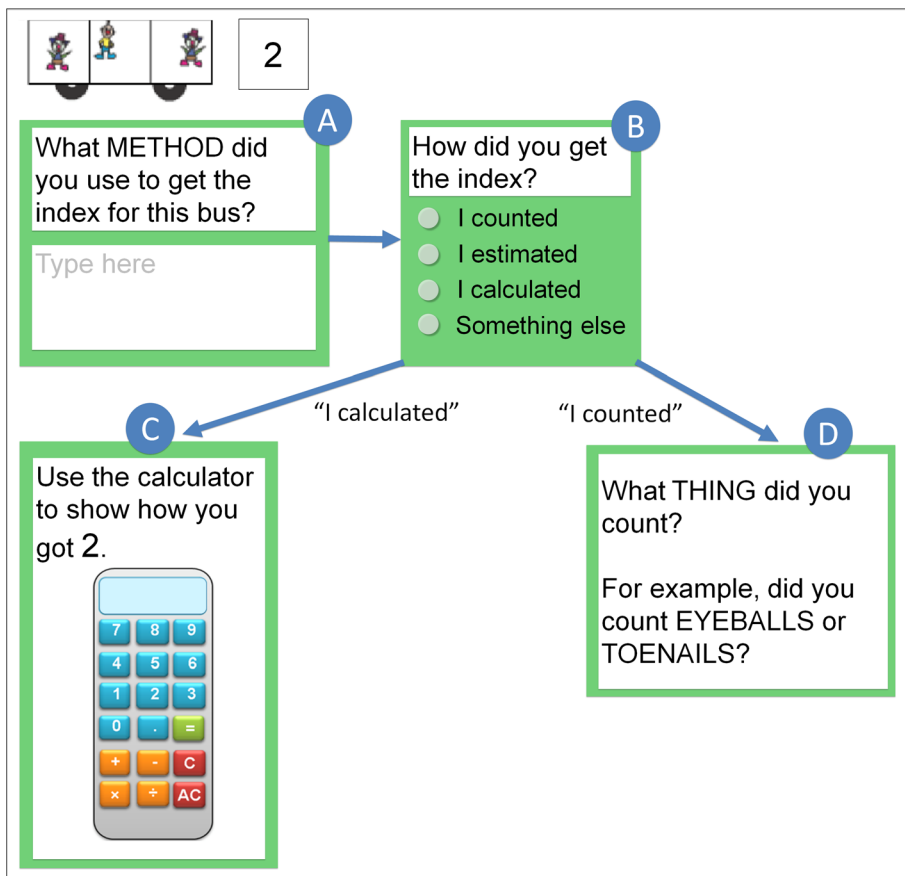 2
A
What METHOD did
you use to get the
index for this bus?
Type here
B
How did you get
the index?
I counted
I estimated
I calculated
Something else
“I calculated”
“I counted”
C
Use the calculator
to show how you
got 2.
7 8 9
4 5 6
1 2 3
0 . =
+ - C
× ÷ AC
D
What THING did you
count?
For example, did you
count EYEBALLS or
TOENAILS?